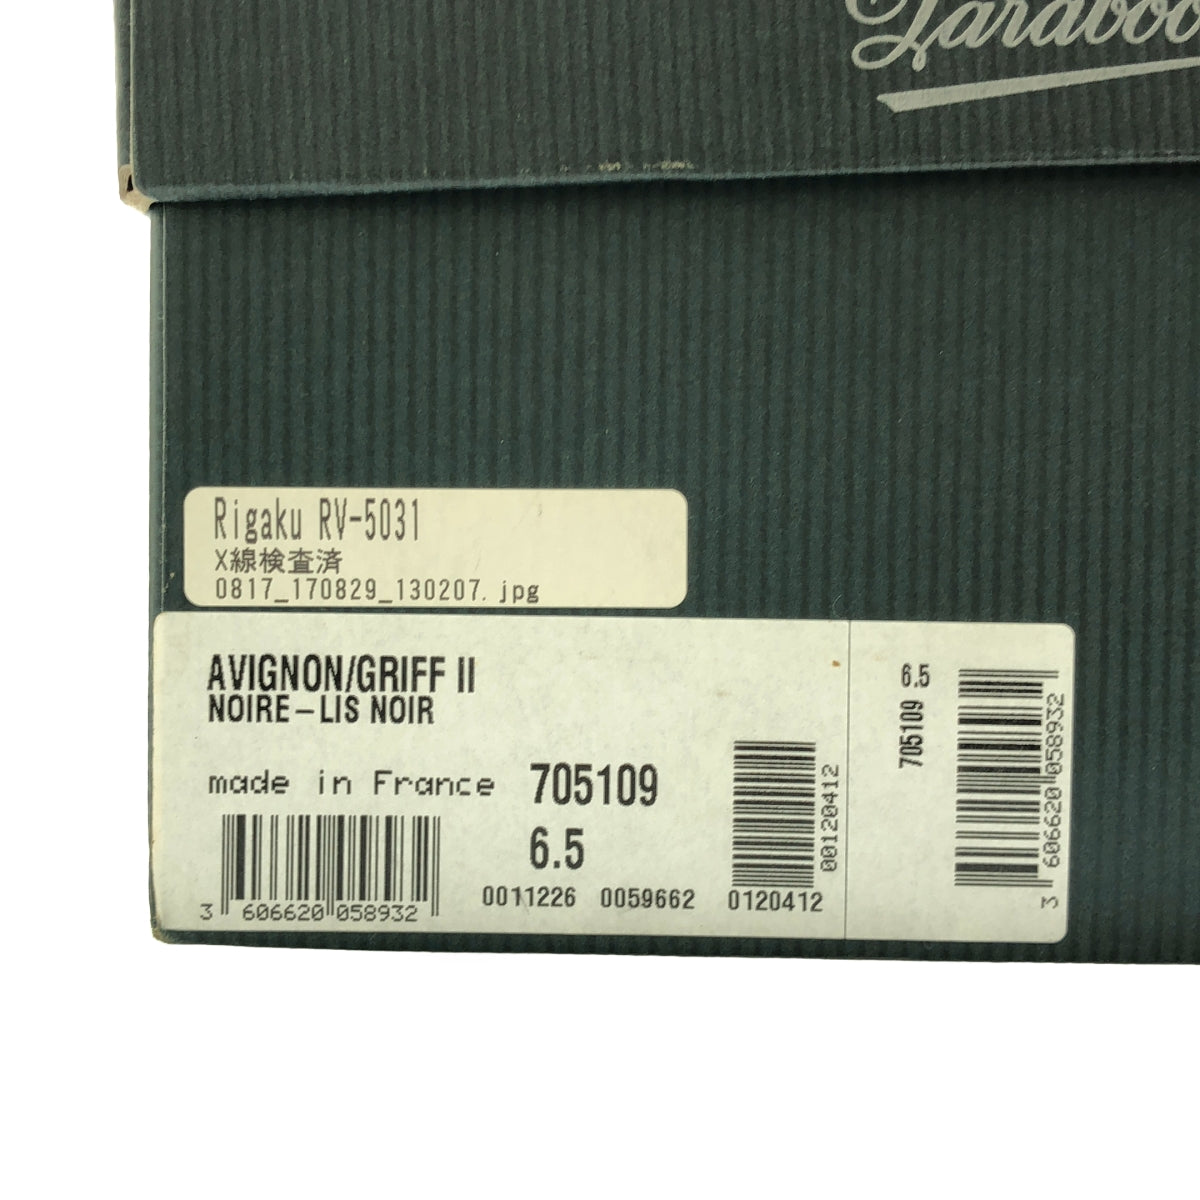 Paraboo
Rigaku RV-5031
X線検査済
0817_170829_130207.jpg
AVIGNON/GRIFF II
NOIRE-LIS NOIR
made in France 705109
6.5
3 606620 058932
0011226 0059662 0120412
00120412
6.5
705109
3 606620 058932